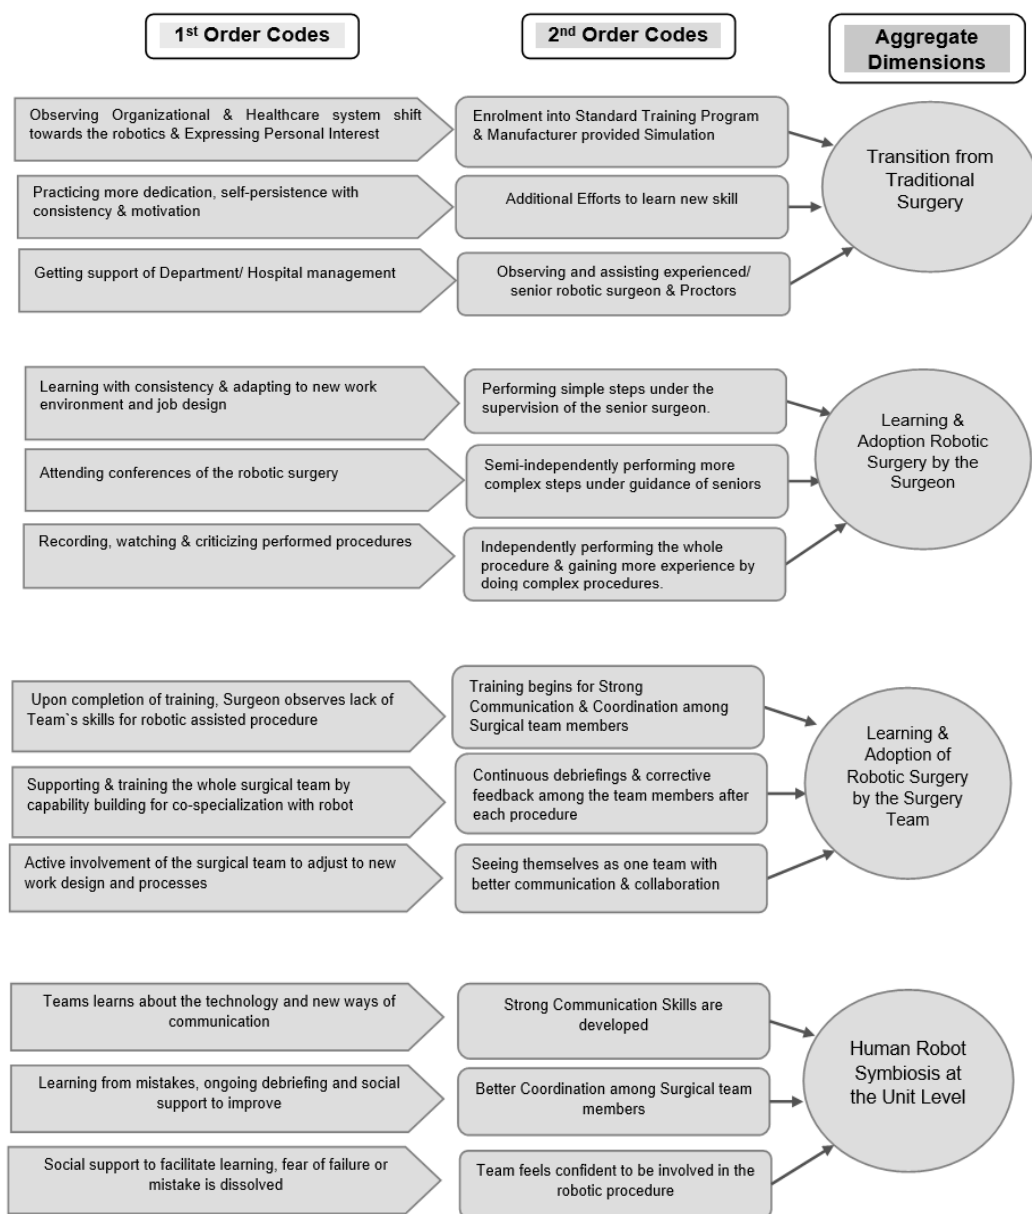 1st Order Codes
2nd Order Codes
Aggregate
Dimensions
Observing Organizational & Healthcare system shift
towards the robotics & Expressing Personal Interest
Enrolment into Standard Training Program
& Manufacturer provided Simulation
Transition from
Traditional
Surgery
Practicing more dedication, self-persistence with
consistency & motivation
Additional Efforts to learn new skill
Getting support of Department/ Hospital management
Observing and assisting experienced/
senior robotic surgeon & Proctors
Learning with consistency & adapting to new work
environment and job design
Performing simple steps under the
supervision of the senior surgeon.
Learning &
Adoption Robotic
Surgery by the
Surgeon
Attending conferences of the robotic surgery
Semi-independently performing more
complex steps under guidance of seniors
Recording, watching & criticizing performed procedures
Independently performing the whole
procedure & gaining more experience by
doing complex procedures.
Upon completion of training, Surgeon observes lack of
Team`s skills for robotic assisted procedure
Training begins for Strong
Communication & Coordination among
Surgical team members
Learning &
Adoption of
Robotic Surgery
by the Surgery
Team
Supporting & training the whole surgical team by
capability building for co-specialization with robot
Continuous debriefings & corrective
feedback among the team members after
each procedure
Active involvement of the surgical team to adjust to new
work design and processes
Seeing themselves as one team with
better communication & collaboration
Teams learns about the technology and new ways of
communication
Strong Communication Skills are
developed
Human Robot
Symbiosis at
the Unit Level
Learning from mistakes, ongoing debriefing and social
support to improve
Better Coordination among Surgical team
members
Social support to facilitate learning, fear of failure or
mistake is dissolved
Team feels confident to be involved in the
robotic procedure